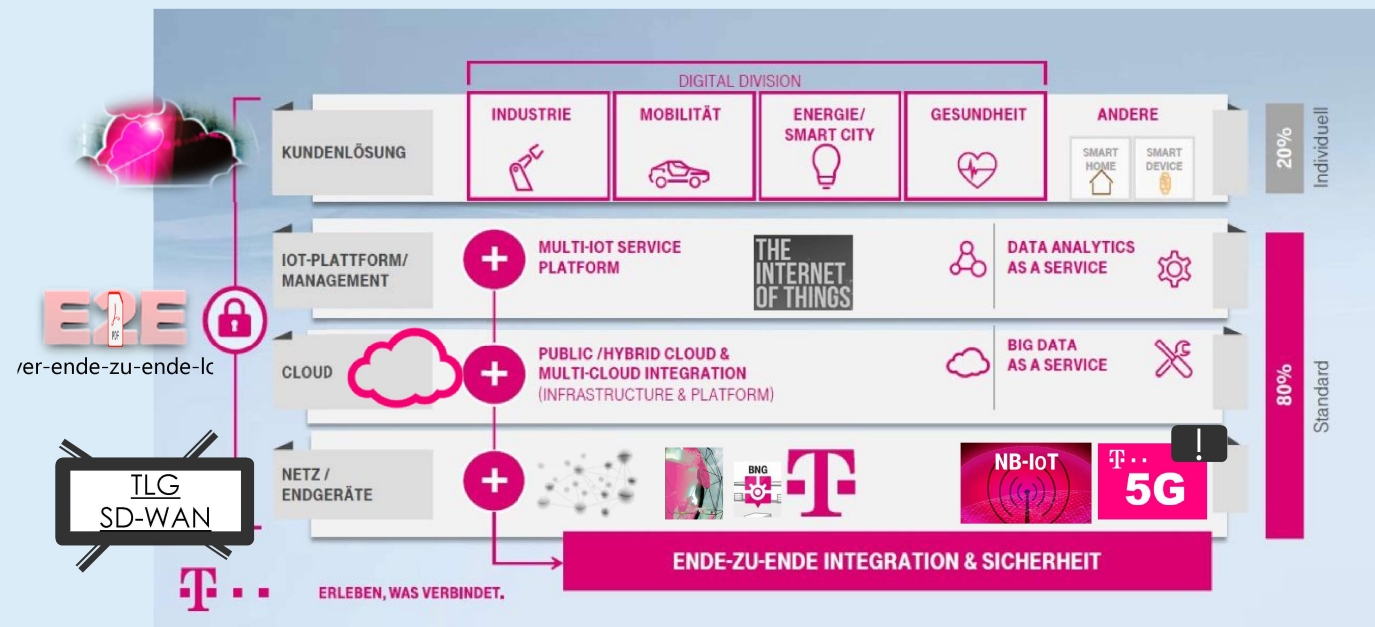 DIGITAL DIVISION
INDUSTRIE
MOBILITÄT
ENERGIE/
SMART CITY
GESUNDHEIT
ANDERE
KUNDENLÖSUNG
SMART
HOME
SMART
DEVICE
20%
Individuell
IOT-PLATTFORM/
MANAGEMENT
MULTI-IOT SERVICE
PLATFORM
THE
INTERNET
OF THINGS
DATA ANALYTICS
AS A SERVICE
E2E
PDF
er-ende-zu-ende-lo
CLOUD
PUBLIC /HYBRID CLOUD &
MULTI-CLOUD INTEGRATION
(INFRASTRUCTURE & PLATFORM)
BIG DATA
AS A SERVICE
80%
Standard
TLG
SD-WAN
NETZ /
ENDGERÄTE
BNG
T
NB-IoT
T··
5G
!
ENDE-ZU-ENDE INTEGRATION & SICHERHEIT
T··
ERLEBEN, WAS VERBINDET.